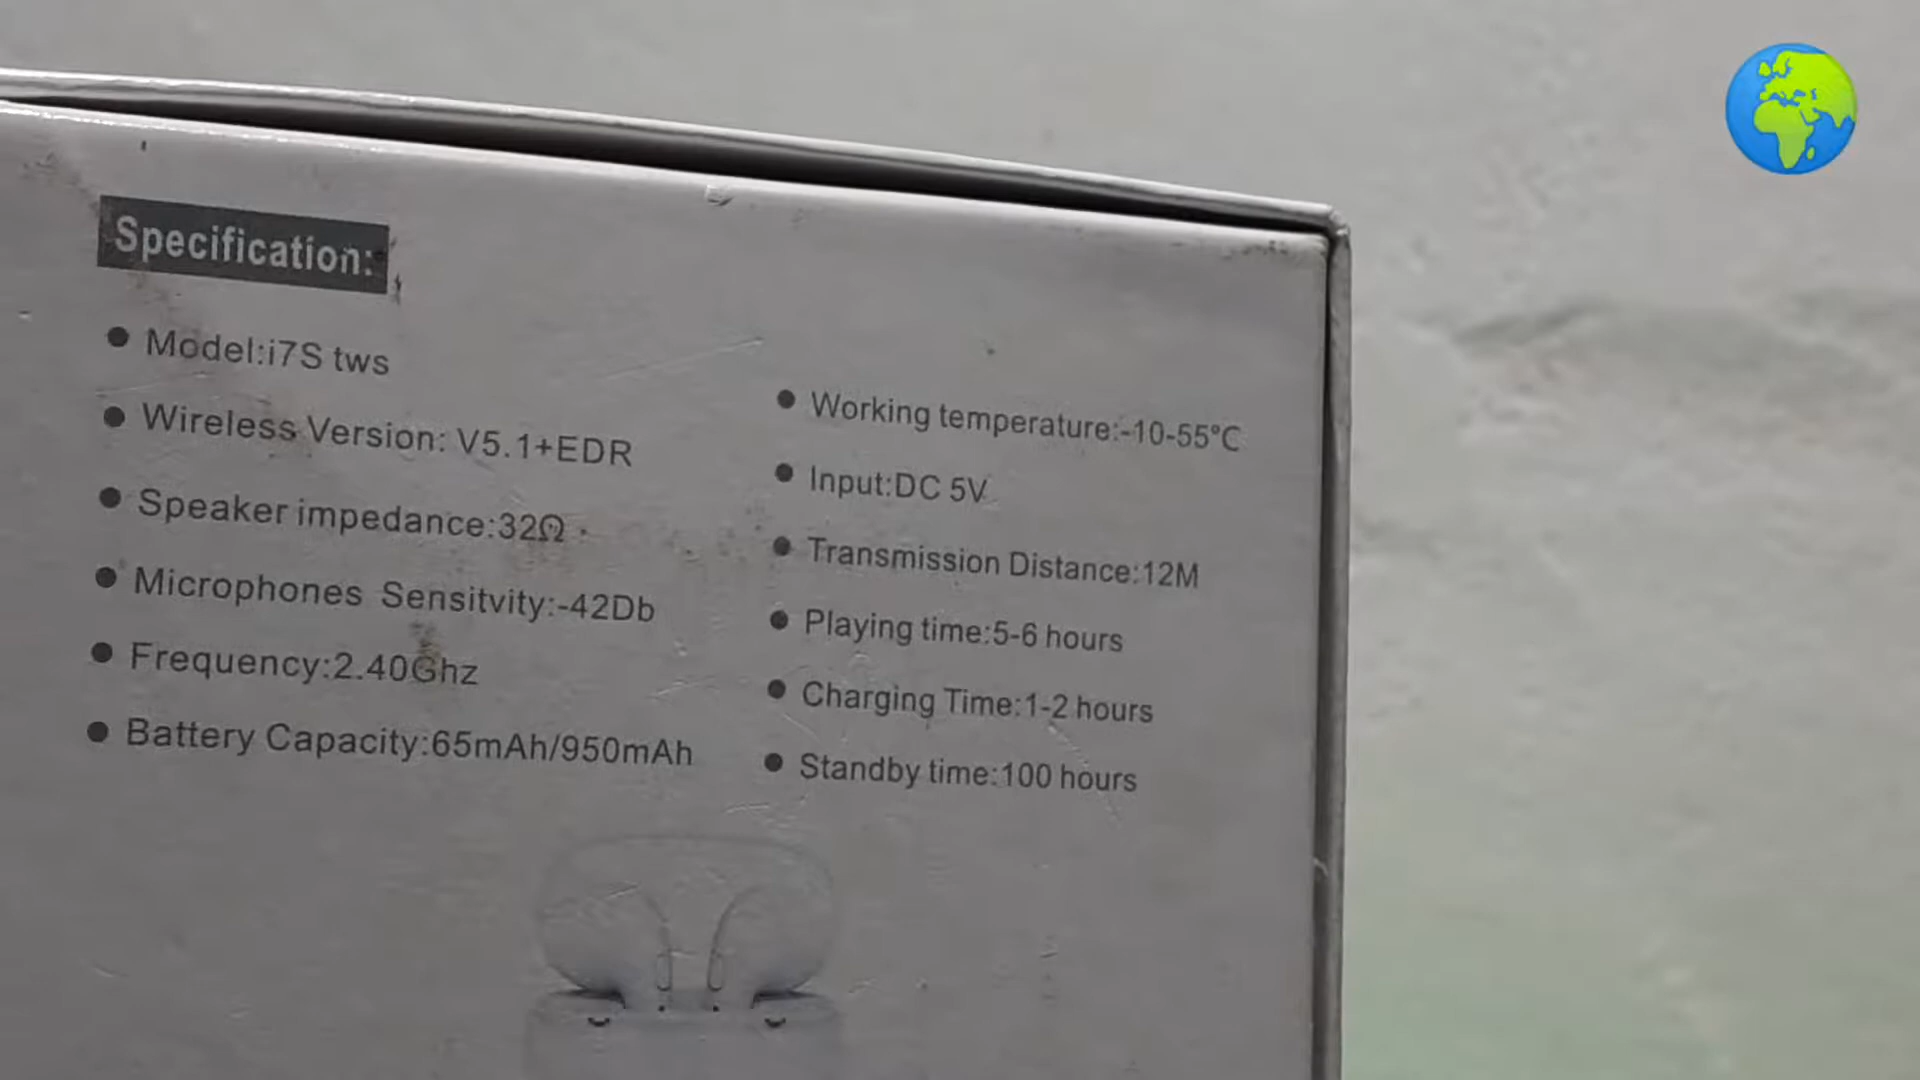 Specification:
Model:i7S tws
Wireless Version: V5.1+EDR
Speaker impedance:32Ω
Microphones Sensitvity:-42Db
Frequency:2.40Ghz
Battery Capacity:65mAh/950mAh
Working temperature:-10-55°C
Input:DC 5V
Transmission Distance:12M
Playing time:5-6 hours
Charging Time:1-2 hours
Standby time:100 hours